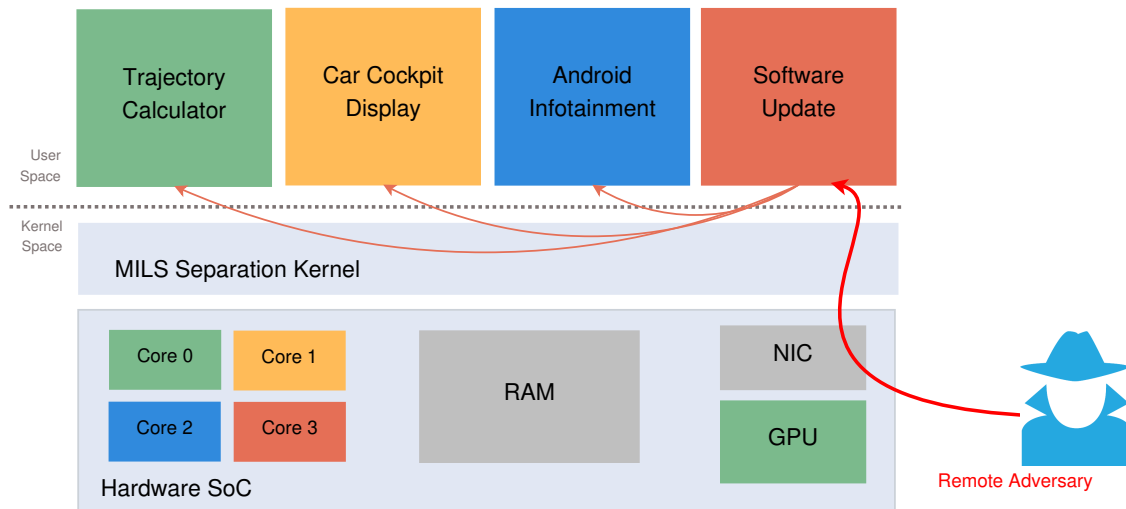 Trajectory
Calculator
Car Cockpit
Display
Android
Infotainment
Software
Update
User
Space
Kernel
Space
MILS Separation Kernel
Core 0
Core 1
Core 2
Core 3
RAM
NIC
GPU
Hardware SoC
Remote Adversary